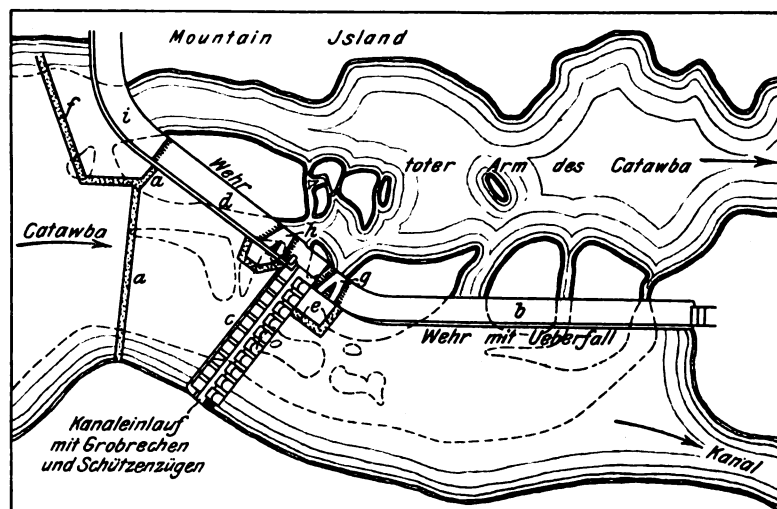 Mountain Jsland
f
i
a
Wehr
toter Arm des Catawba
d
h
Catawba
a
g
c
e
b
Wehr mit Ueberfall
Kanaleinlauf
mit Grobrechen
und Schützenzügen
Kanal